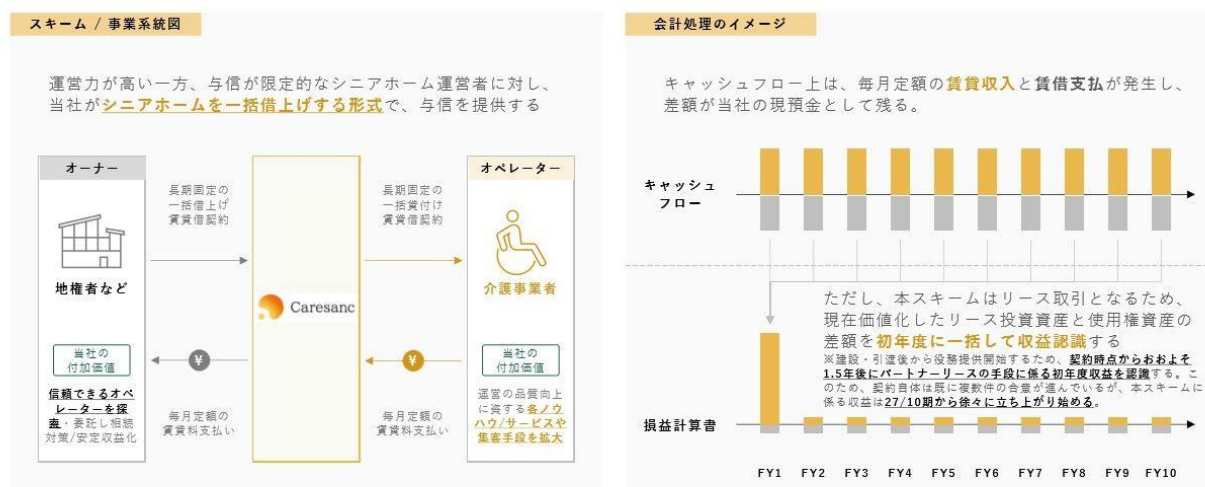 スキーム / 事業系統図
運営力が高い一方、与信が限定的なシニアホーム運営者に対し、
当社がシニアホームを一括借上げする形式で、与信を提供する
オーナー
地権者など
当社の
付加価値
信頼できるオペ
レーターを探
索・委託し相続
対策/安定収益化
長期固定の
一括借上げ
賃貸借契約
¥
毎月定額の
賃貸料支払い
Caresanc
長期固定の
一括貸付け
賃貸借契約
¥
毎月定額の
賃貸料支払い
オペレーター
介護事業者
当社の
付加価値
運営の品質向上
に資する各ノウ
ハウ/サービスや
集客手段を拡大
会計処理のイメージ
キャッシュフロー上は、毎月定額の賃貸収入と賃借支払が発生し、
差額が当社の現預金として残る。
キャッシュ
フロー
ただし、本スキームはリース取引となるため、
現在価値化したリース投資資産と使用権資産の
差額を初年度に一括して収益認識する
※建設・引渡後から役務提供開始するため、契約時点からおおよそ
1.5年後にパートナーリースの手段に係る初年度収益を認識する。こ
のため、契約自体は既に複数件の合意が進んでいるが、本スキームに
係る収益は27/10期から徐々に立ち上がり始める。
損益計算書
FY1 FY2 FY3 FY4 FY5 FY6 FY7 FY8 FY9 FY10